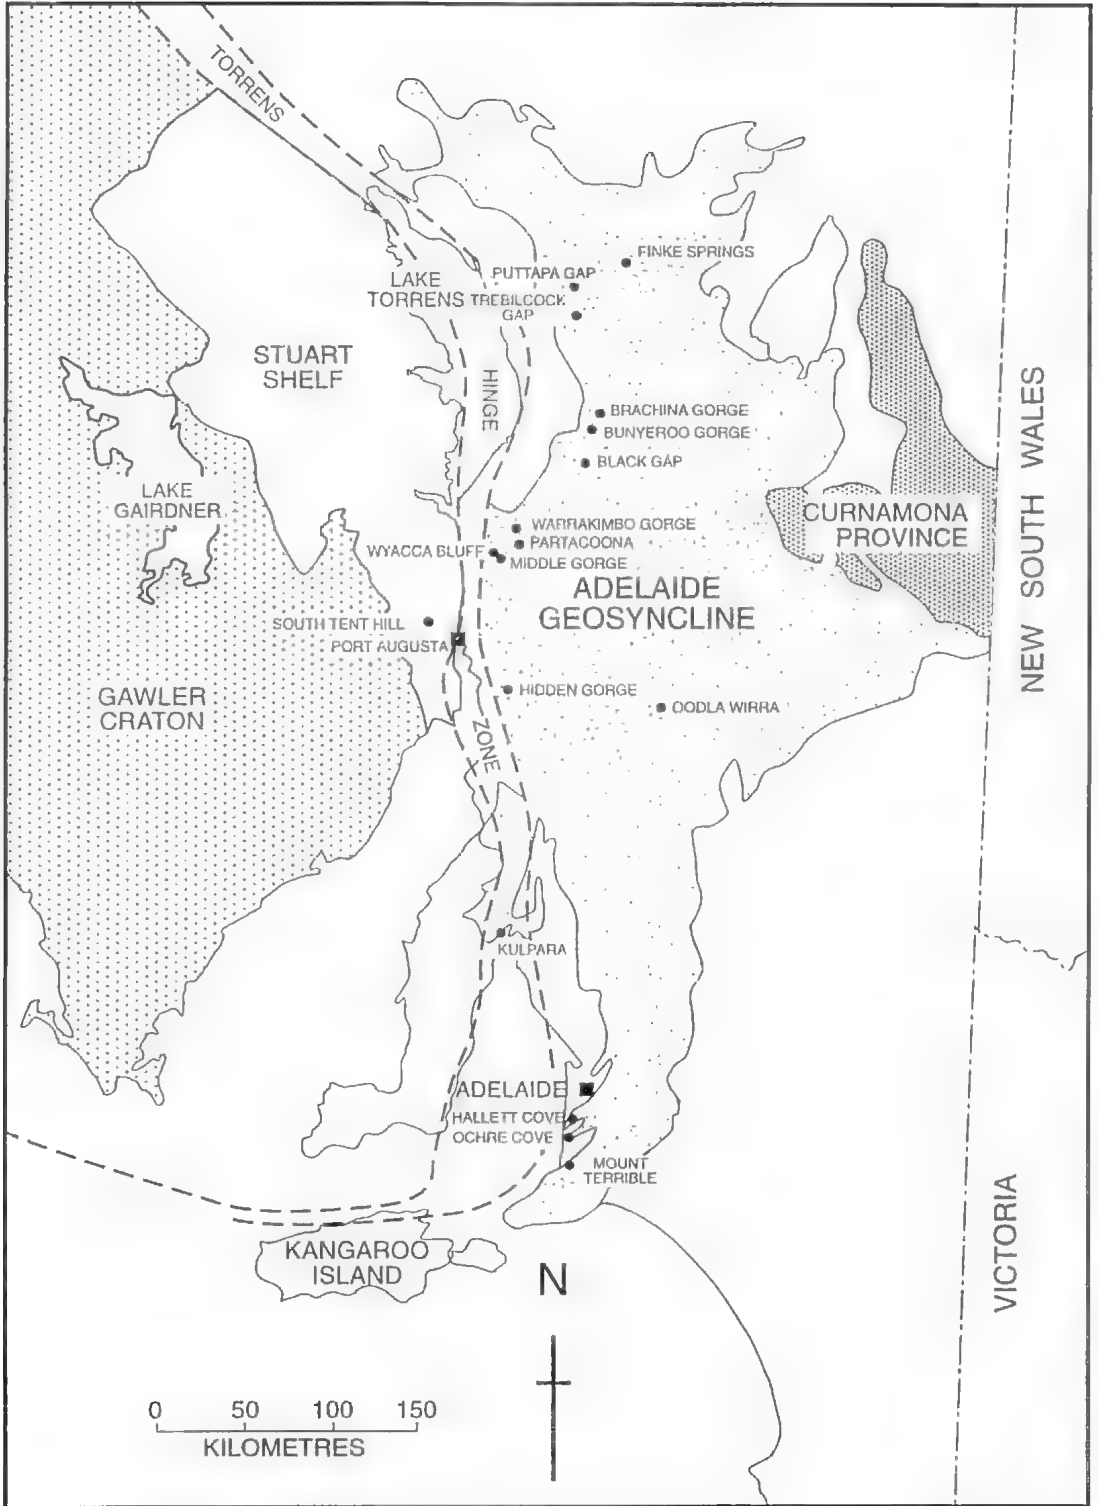 TORRENS
FINKE SPRINGS
PUTTAPA GAP
LAKE
TORRENS
TREBILCOCK
GAP
STUART
SHELF
HINGE
BRACHINA GORGE
BUNYEROO GORGE
BLACK GAP
NEW SOUTH WALES
LAKE
GAIRDNER
CURNAMONA
PROVINCE
WARRAKIMBO GORGE
PARTACOONA
WYACCA BLUFF
MIDDLE GORGE
ADELAIDE
GEOSYNCLINE
SOUTH TENT HILL
PORT AUGUSTA
GAWLER
CRATON
HIDDEN GORGE
OODLA WIRRA
ZONE
KULPARA
ADELAIDE
HALLETT COVE
OCHRE COVE
MOUNT
TERRIBLE
VICTORIA
KANGAROO
ISLAND
N
0 50 100 150
KILOMETRES